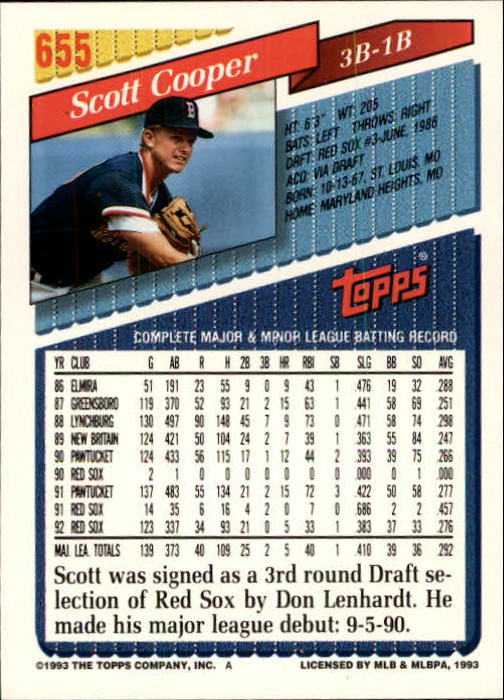 655
Scott Cooper
3B-1B
HT: 6'3" WT: 205
BATS: LEFT THROWS: RIGHT
DRFT: RED SOX #3-JUNE, 1986
ACQ: VIA DRAFT
BORN: 10-13-67, ST. LOUIS, MO
HOME: MARYLAND HEIGHTS, MO
B
TOPPS®
COMPLETE MAJOR & MINOR LEAGUE BATTING RECORD
YR CLUB G AB R H 2B 3B HR RBI SB SLG BB SO AVG
86 ELMIRA 51 191 23 55 9 0 9 43 1 .476 19 32 .288
87 GREENSBORO 119 370 52 93 21 2 15 63 1 .441 58 69 .251
88 LYNCHBURG 130 497 90 148 45 7 9 73 0 .471 58 74 .298
89 NEW BRITAIN 124 421 50 104 24 2 7 39 1 .363 55 84 .247
90 PAWTUCKET 124 433 56 115 17 1 12 44 2 .393 39 75 .266
90 RED SOX 2 1 0 0 0 0 0 0 0 .000 0 1 .000
91 PAWTUCKET 137 483 55 134 21 2 15 72 3 .422 50 58 .277
91 RED SOX 14 35 6 16 4 2 0 7 0 .686 2 2 .457
92 RED SOX 123 337 34 93 21 0 5 33 1 .383 37 33 .276
MAJ. LEA. TOTALS 139 373 40 109 25 2 5 40 1 .410 39 36 .292
Scott was signed as a 3rd round Draft se-
lection of Red Sox by Don Lenhardt. He
made his major league debut: 9-5-90.
©1993 THE TOPPS COMPANY, INC. A LICENSED BY MLB & MLBPA, 1993